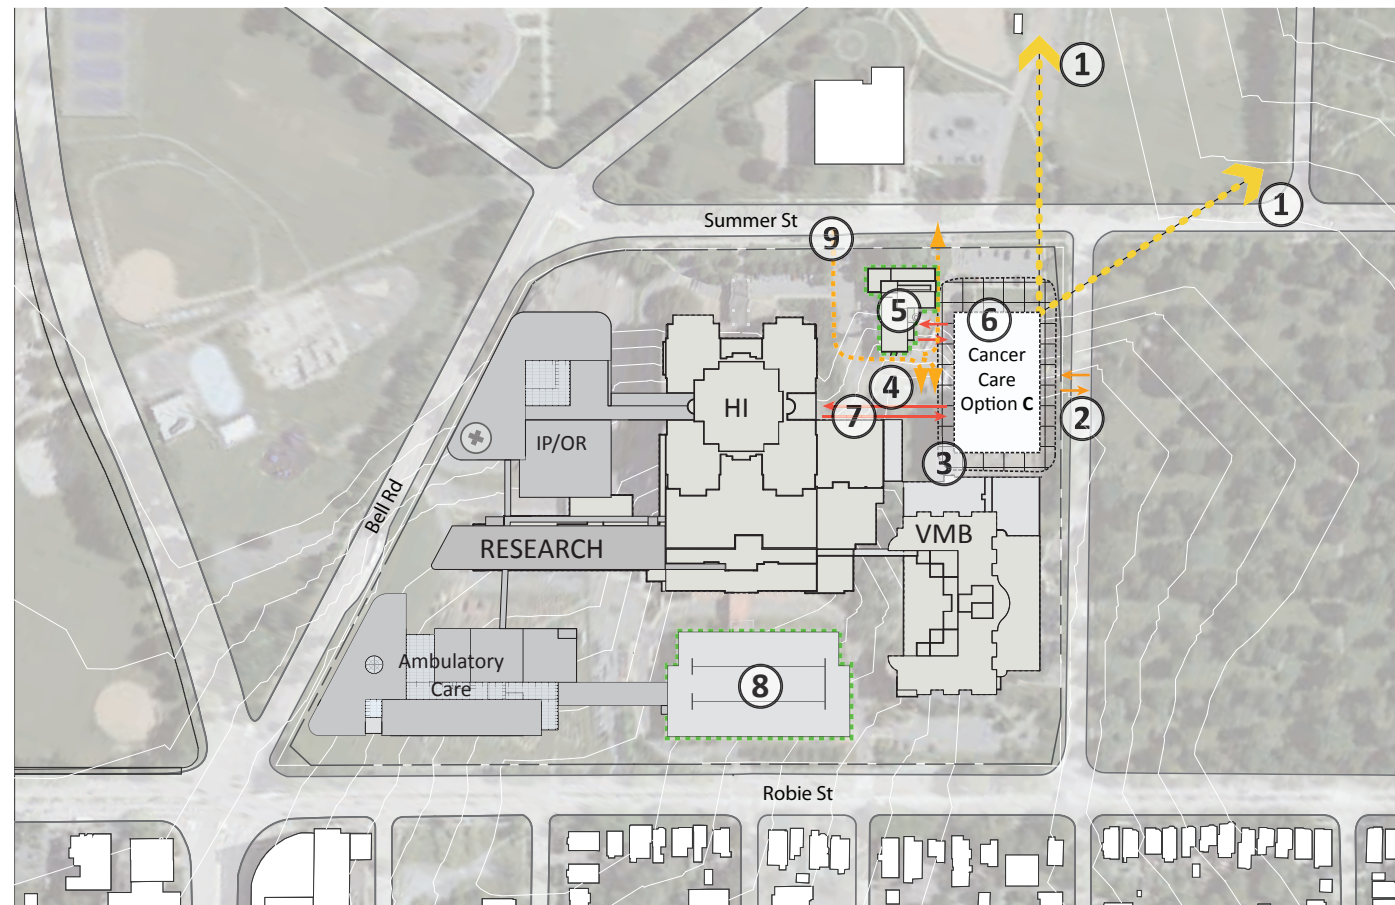 1
1
Summer St
9
5
6
Cancer
Care
Option C
4
2
HI
7
IP/OR
3
Bell Rd
VMB
RESEARCH
Ambulatory
Care
8
Robie St